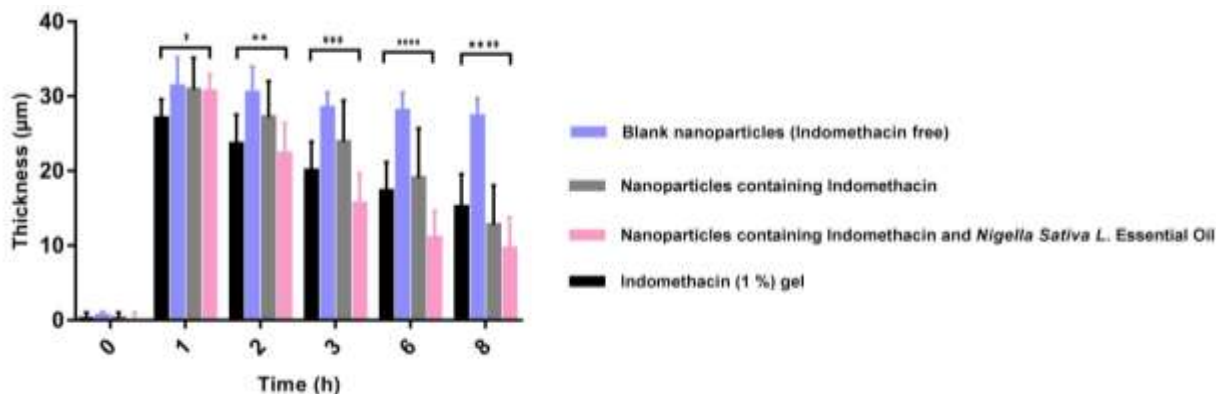 40
30
20
10
0
Thickness (μm)
*
**
***
****
****
0
1
2
3
6
8
Time (h)
Blank nanoparticles (Indomethacin free)
Nanoparticles containing Indomethacin
Nanoparticles containing Indomethacin and Nigella Sativa L. Essential Oil
Indomethacin (1 %) gel